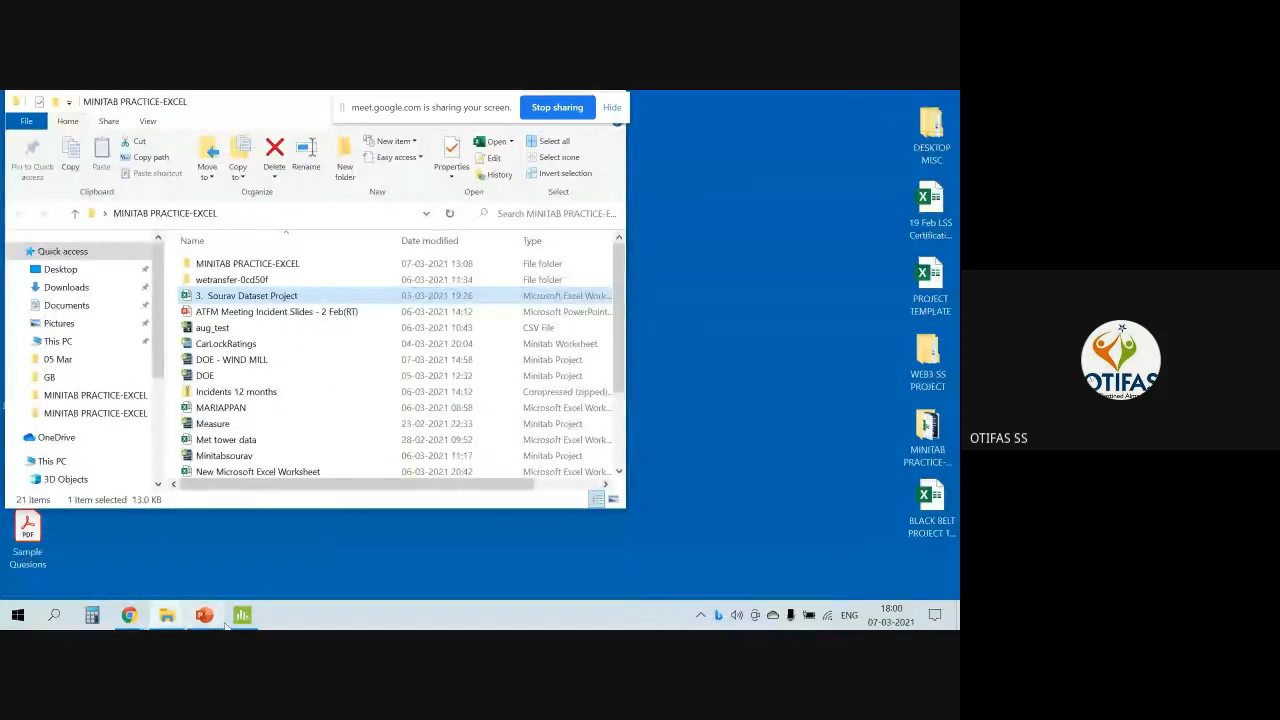 MINITAB PRACTICE-EXCEL
meet.google.com is sharing your screen.
Stop sharing
Hide
File
Home
Share
View
Pin to Quick access
Copy
Paste
Cut
Copy path
Paste shortcut
Clipboard
Move to
Copy to
Delete
Rename
Organize
New folder
New item
Easy access
New
Properties
Open
Edit
History
Open
Select all
Select none
Invert selection
Select
MINITAB PRACTICE-EXCEL
Search MINITAB PRACTICE-E...
Quick access
Desktop
Downloads
Documents
Pictures
This PC
05 Mar
GB
MINITAB PRACTICE-EXCEL
MINITAB PRACTICE-EXCEL
OneDrive
This PC
3D Objects
Name Date modified Type
MINITAB PRACTICE-EXCEL 07-03-2021 13:08 File folder
wetransfer-0cd50f 06-03-2021 11:34 File folder
3. Sourav Dataset Project 03-03-2021 19:26 Microsoft Excel Work...
ATFM Meeting Incident Slides - 2 Feb(RT) 06-03-2021 14:12 Microsoft PowerPoint...
aug_test 06-03-2021 10:43 CSV File
CarLockRatings 04-03-2021 20:04 Minitab Worksheet
DOE - WIND MILL 07-03-2021 14:58 Minitab Project
DOE 05-03-2021 12:32 Minitab Project
Incidents 12 months 06-03-2021 14:12 Compressed (zipped)...
MARIAPPAN 06-03-2021 08:58 Microsoft Excel Work...
Measure 23-02-2021 22:33 Minitab Project
Met tower data 28-02-2021 09:52 Microsoft Excel Work...
Minitabsourav 06-03-2021 11:17 Minitab Project
New Microsoft Excel Worksheet 06-03-2021 20:42 Microsoft Excel Work...
21 items 1 item selected 13.0 KB
PDF
Sample
Quesions
DESKTOP
MISC
19 Feb LSS
Certificati...
PROJECT
TEMPLATE
WEB3 SS
PROJECT
MINITAB
PRACTICE-...
BLACK BELT
PROJECT T...
ENG
18:00
07-03-2021
OTIFAS
OTIFAS SS